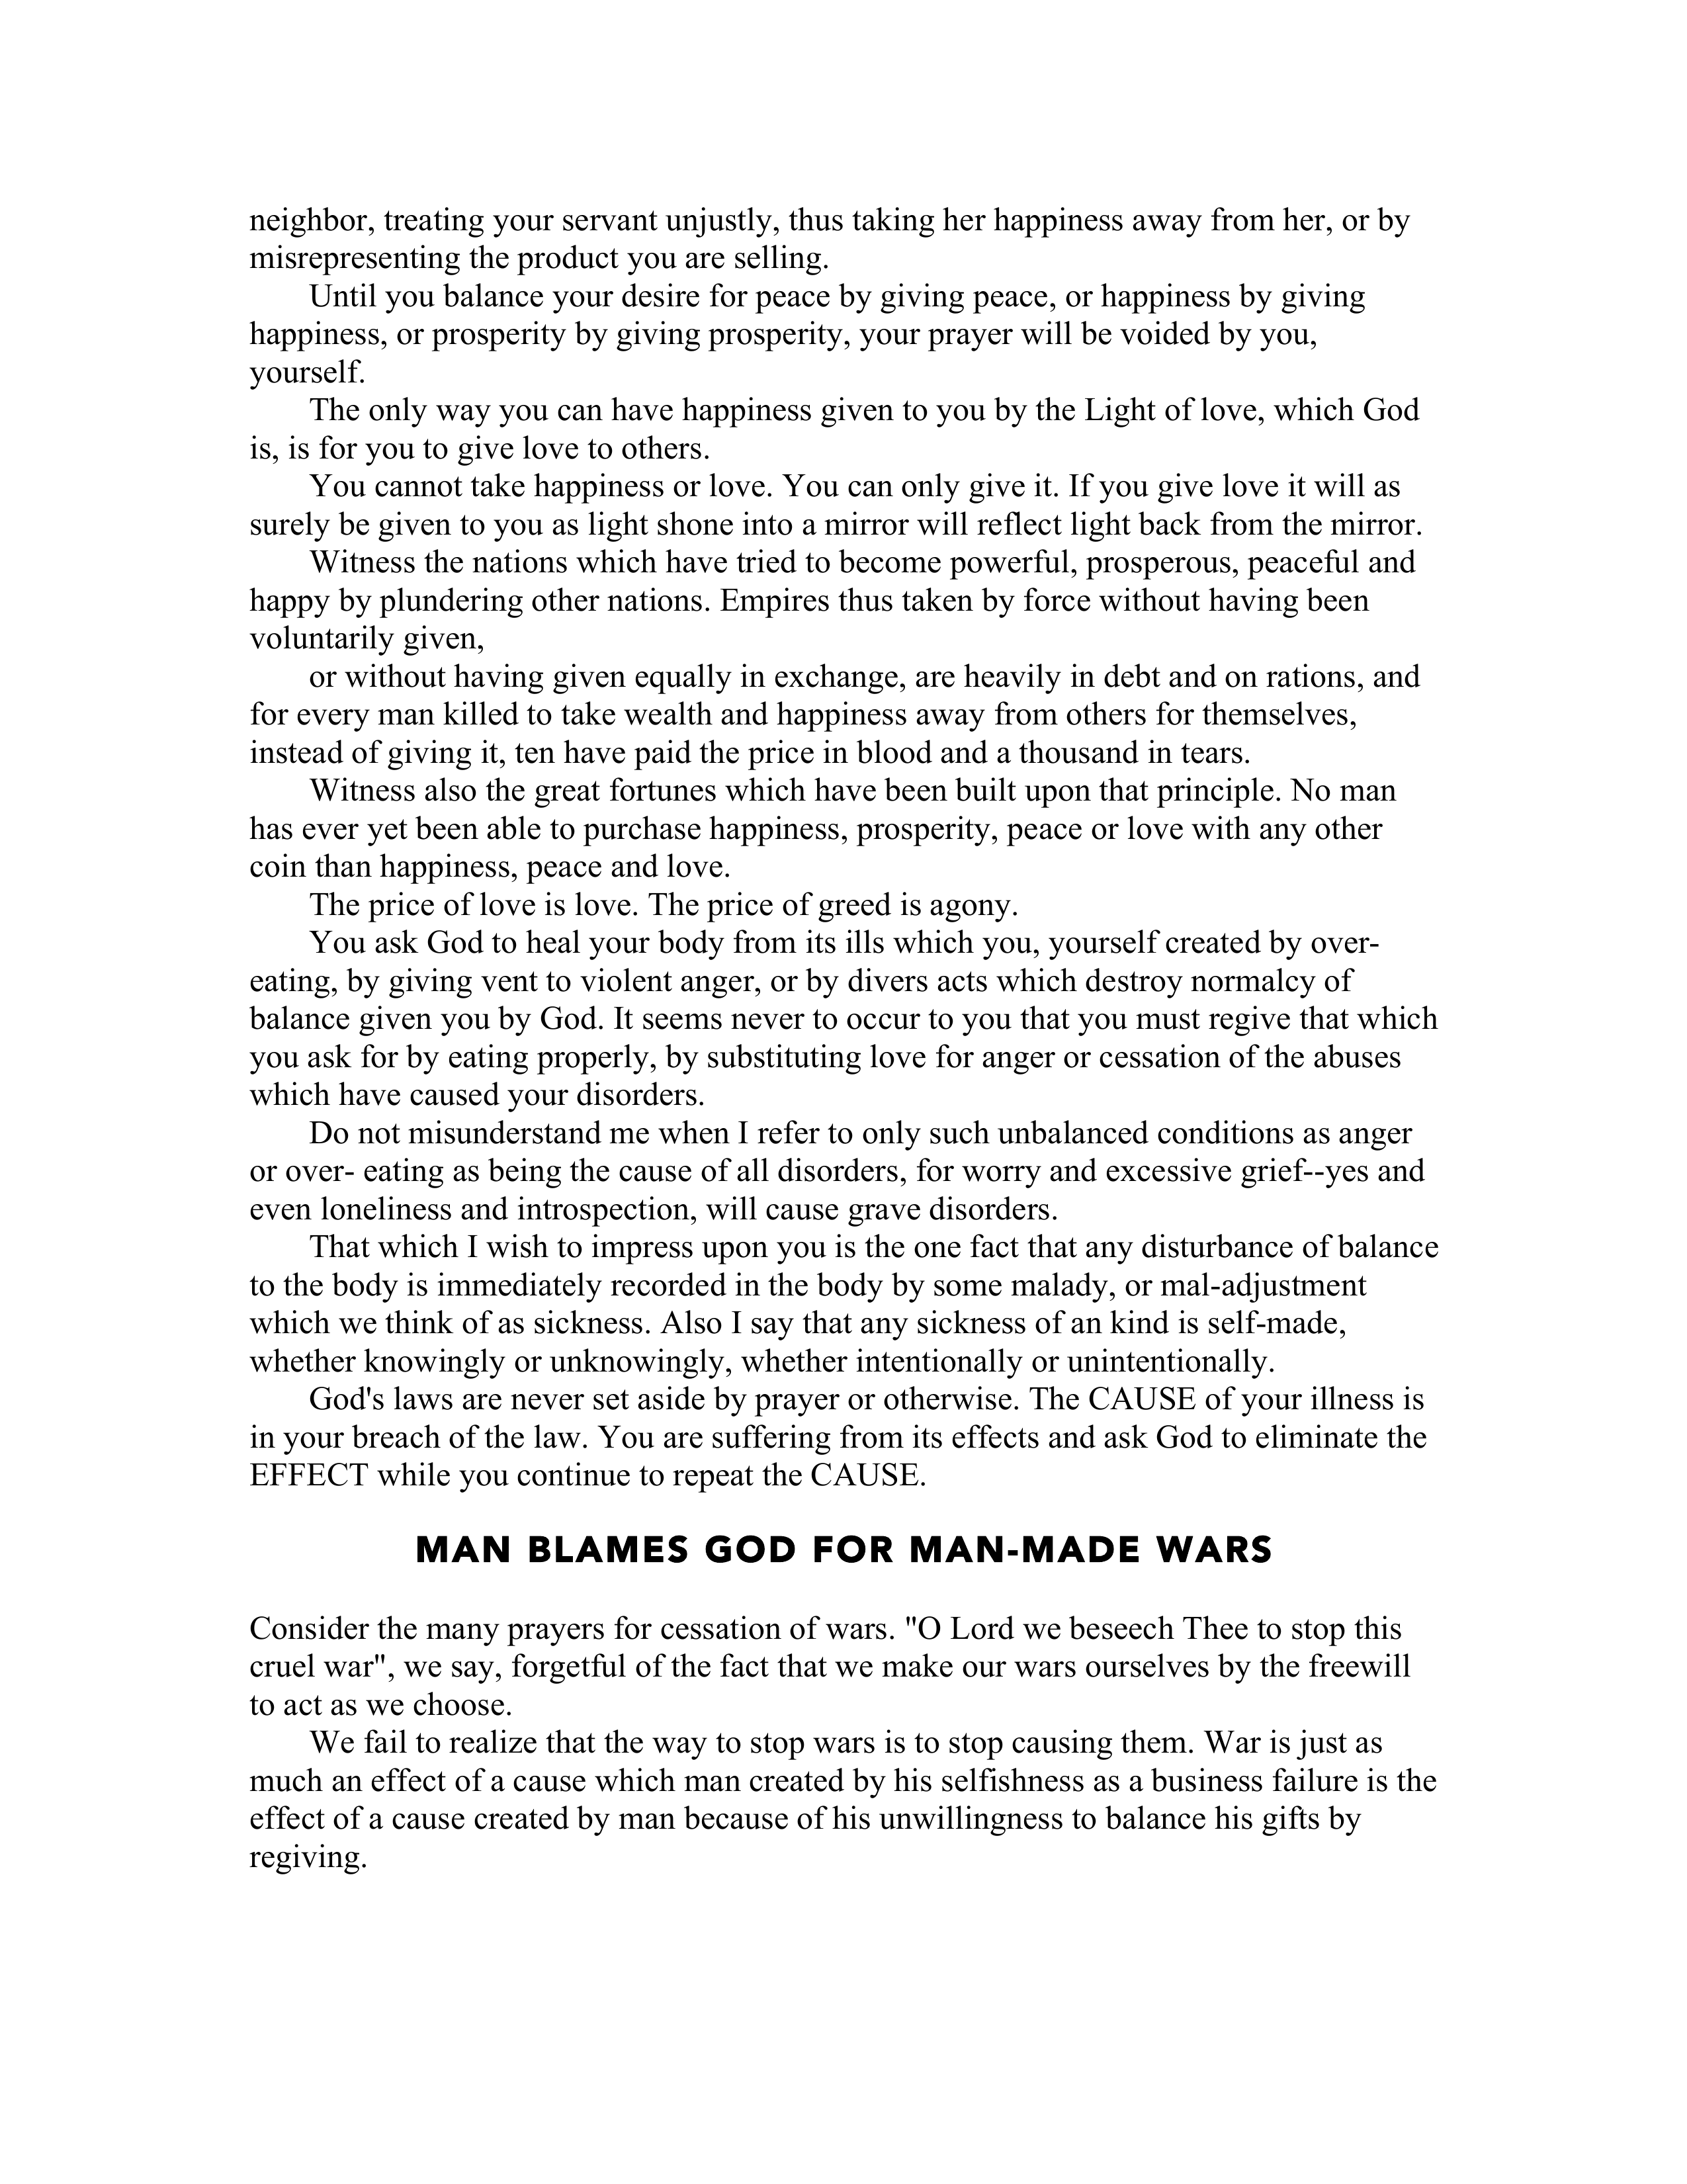 neighbor, treating your servant unjustly, thus taking her happiness away from her, or by
misrepresenting the product you are selling.
Until you balance your desire for peace by giving peace, or happiness by giving
happiness, or prosperity by giving prosperity, your prayer will be voided by you,
yourself.
The only way you can have happiness given to you by the Light of love, which God
is, is for you to give love to others.
You cannot take happiness or love. You can only give it. If you give love it will as
surely be given to you as light shone into a mirror will reflect light back from the mirror.
Witness the nations which have tried to become powerful, prosperous, peaceful and
happy by plundering other nations. Empires thus taken by force without having been
voluntarily given,
or without having given equally in exchange, are heavily in debt and on rations, and
for every man killed to take wealth and happiness away from others for themselves,
instead of giving it, ten have paid the price in blood and a thousand in tears.
Witness also the great fortunes which have been built upon that principle. No man
has ever yet been able to purchase happiness, prosperity, peace or love with any other
coin than happiness, peace and love.
The price of love is love. The price of greed is agony.
You ask God to heal your body from its ills which you, yourself created by over-
eating, by giving vent to violent anger, or by divers acts which destroy normalcy of
balance given you by God. It seems never to occur to you that you must regive that which
you ask for by eating properly, by substituting love for anger or cessation of the abuses
which have caused your disorders.
Do not misunderstand me when I refer to only such unbalanced conditions as anger
or over- eating as being the cause of all disorders, for worry and excessive grief--yes and
even loneliness and introspection, will cause grave disorders.
That which I wish to impress upon you is the one fact that any disturbance of balance
to the body is immediately recorded in the body by some malady, or mal-adjustment
which we think of as sickness. Also I say that any sickness of an kind is self-made,
whether knowingly or unknowingly, whether intentionally or unintentionally.
God's laws are never set aside by prayer or otherwise. The CAUSE of your illness is
in your breach of the law. You are suffering from its effects and ask God to eliminate the
EFFECT while you continue to repeat the CAUSE.
MAN BLAMES GOD FOR MAN-MADE WARS
Consider the many prayers for cessation of wars. "O Lord we beseech Thee to stop this
cruel war", we say, forgetful of the fact that we make our wars ourselves by the freewill
to act as we choose.
We fail to realize that the way to stop wars is to stop causing them. War is just as
much an effect of a cause which man created by his selfishness as a business failure is the
effect of a cause created by man because of his unwillingness to balance his gifts by
regiving.